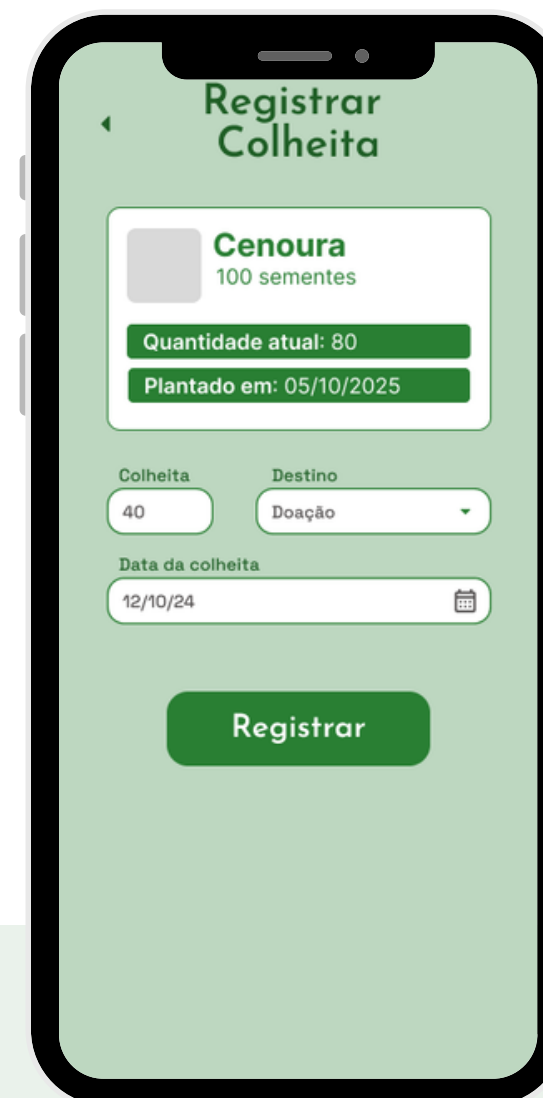 Registrar
Colheita
Cenoura
100 sementes
Quantidade atual: 80
Plantado em: 05/10/2025
Colheita
Destino
40
Doação
Data da colheita
12/10/24
Registrar